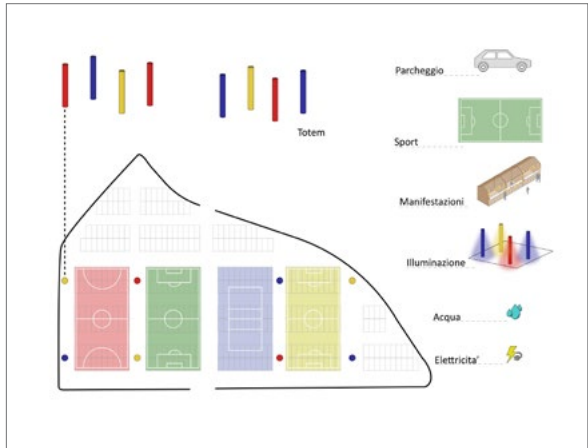 Parcheggio
Totem
Sport
Manifestazioni
Illuminazione
Acqua
Elettricita'